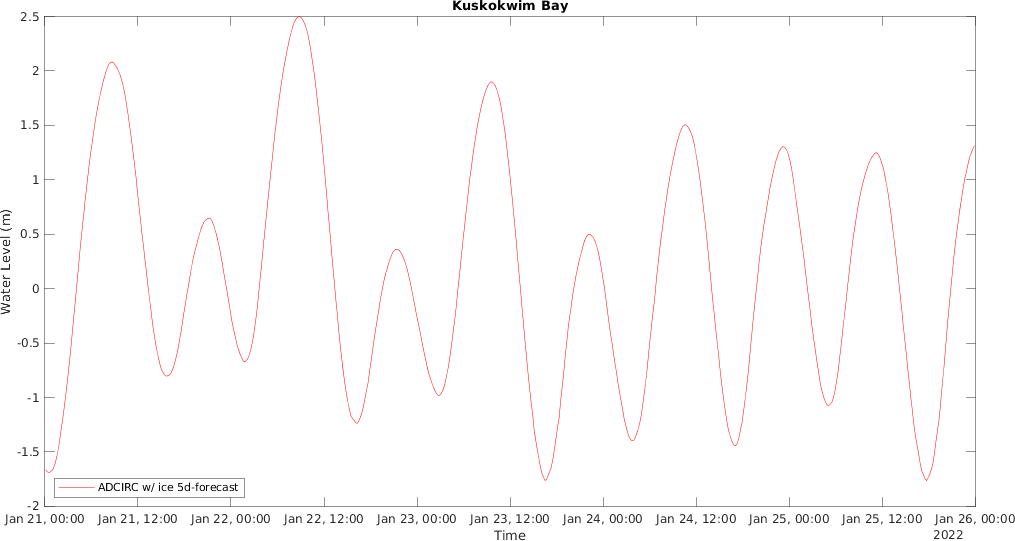 Kuskokwim Bay
2.5
2
1.5
1
0.5
0
-0.5
-1
-1.5
-2
Water Level (m)
ADCIRC w/ ice 5d-forecast
Jan 21, 00:00 Jan 21, 12:00 Jan 22, 00:00 Jan 22, 12:00 Jan 23, 00:00 Jan 23, 12:00 Jan 24, 00:00 Jan 24, 12:00 Jan 25, 00:00 Jan 25, 12:00 Jan 26, 00:00
Time
2022